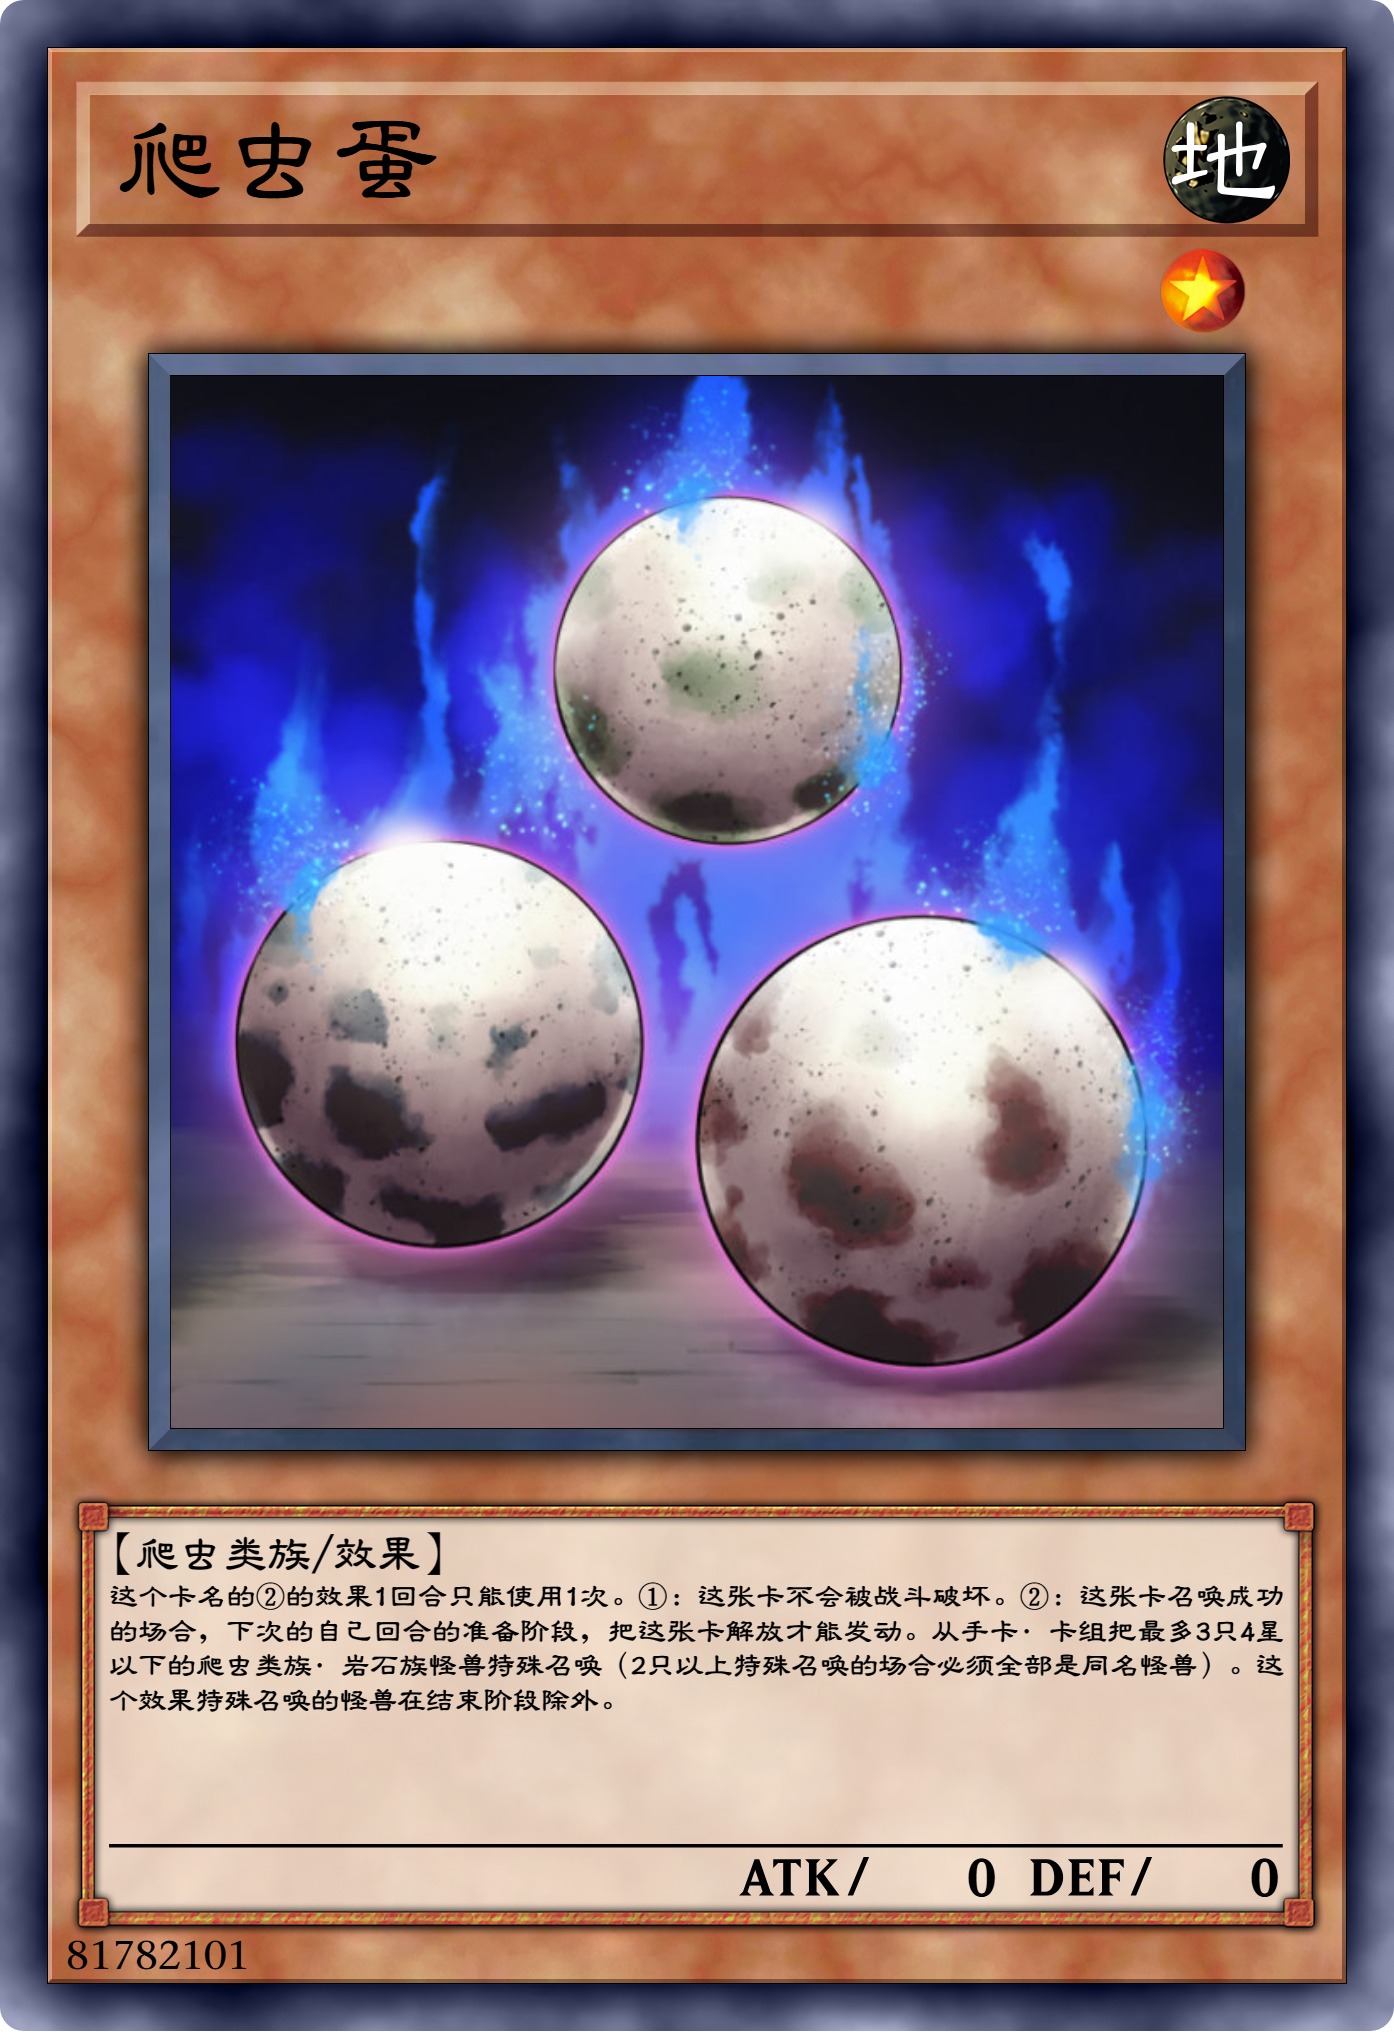 爬虫蛋
地
【爬虫类族/效果】
这个卡名的②的效果1回合只能使用1次。①：这张卡不会被战斗破坏。②：这张卡召唤成功
的场合，下次的自己回合的准备阶段，把这张卡解放才能发动。从手卡·卡组把最多3只4星
以下的爬虫类族·岩石族怪兽特殊召唤（2只以上特殊召唤的场合必须全部是同名怪兽）。这
个效果特殊召唤的怪兽在结束阶段除外。
ATK/ 0 DEF/ 0
81782101